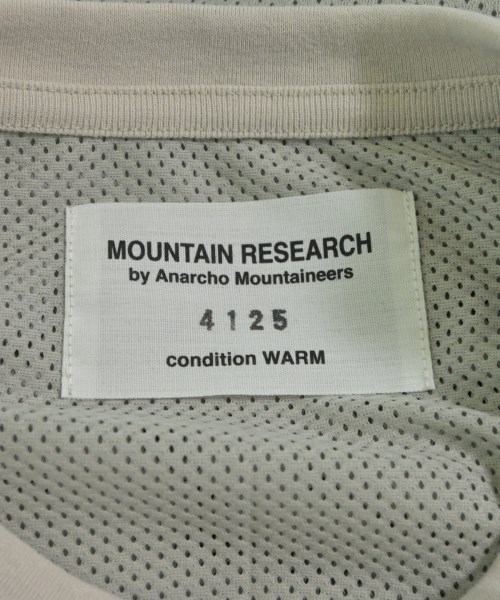 MOUNTAIN RESEARCH
by Anarcho Mountaineers
4125
condition WARM